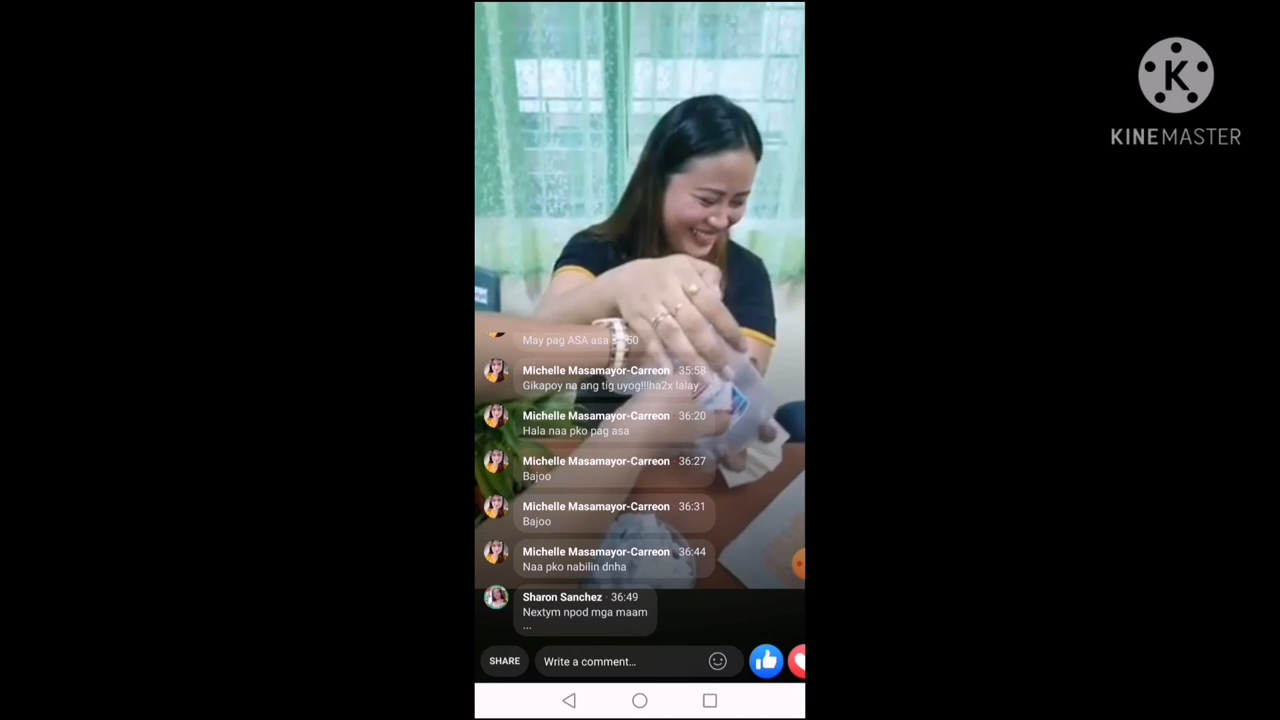 KINEMASTER
May pag ASA asa
Michelle Masamayor-Carreon · 35:58
Gikapoy na ang tig uyog!!!ha2x lalay
Michelle Masamayor-Carreon · 36:20
Hala naa pko pag asa
Michelle Masamayor-Carreon · 36:27
Bajoo
Michelle Masamayor-Carreon · 36:31
Bajoo
Michelle Masamayor-Carreon · 36:44
Naa pko nabilin dnha
Sharon Sanchez · 36:49
Nextym npod mga maam
...
SHARE
Write a comment...